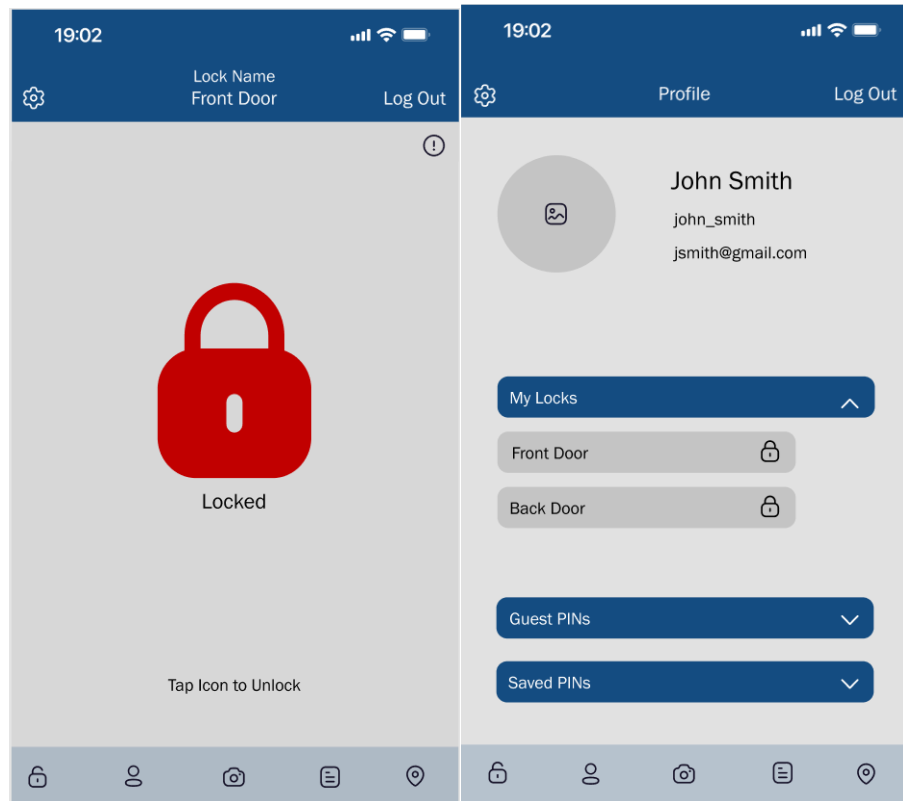 19:02
Lock Name
Front Door
Log Out
Locked
Tap Icon to Unlock
19:02
Profile
Log Out
John Smith
john_smith
jsmith@gmail.com
My Locks
Front Door
Back Door
Guest PINs
Saved PINs